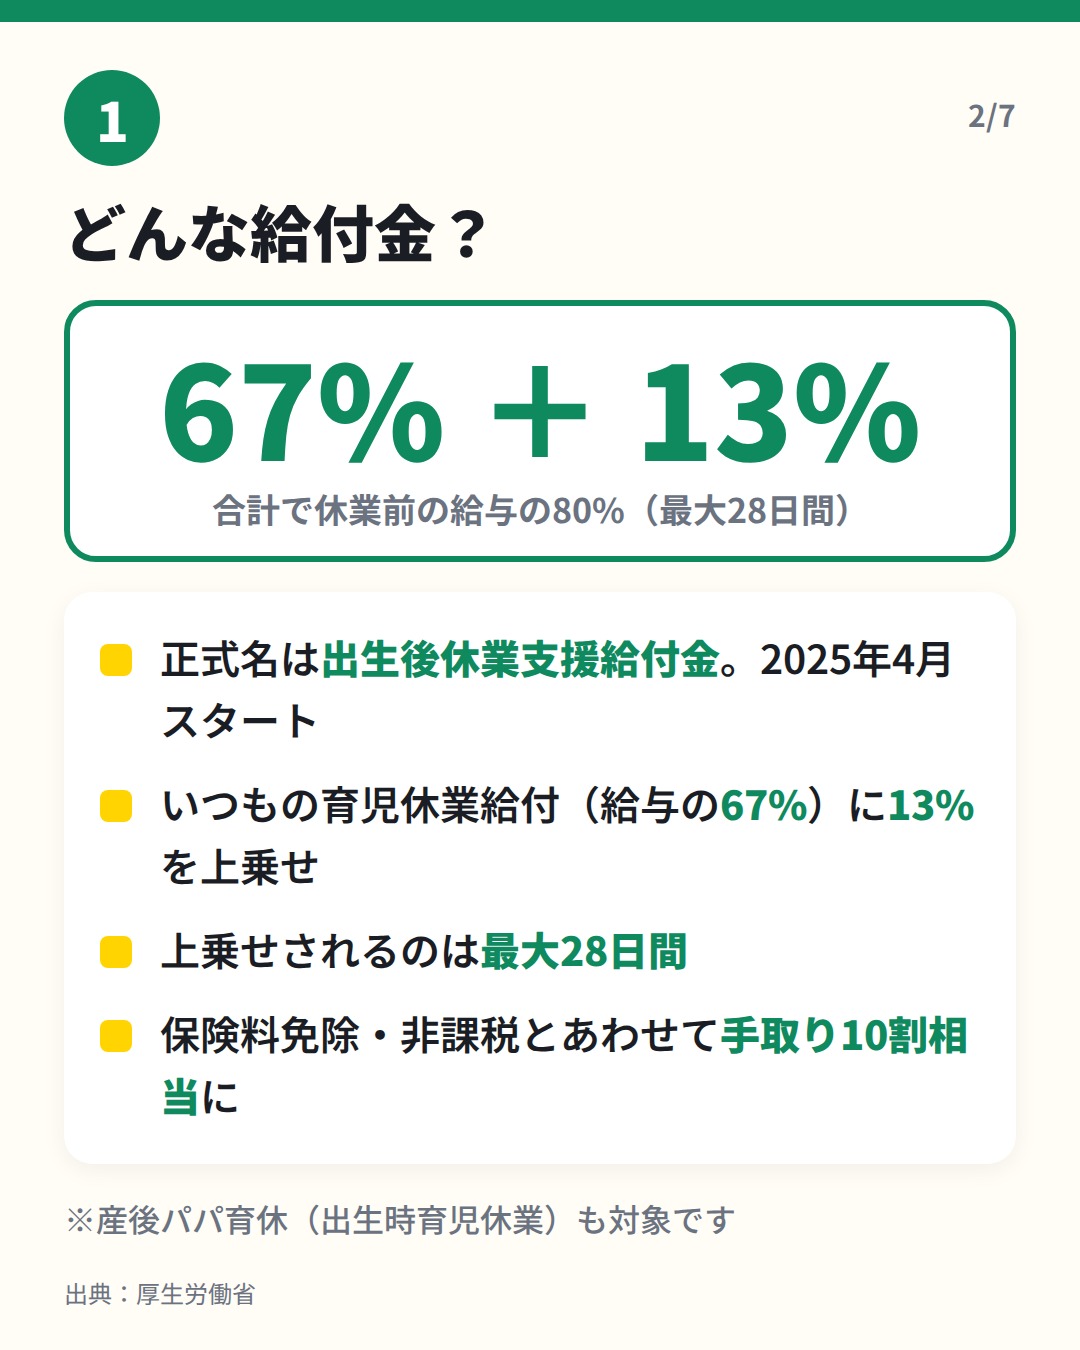 1
2/7
どんな給付金？
67% ＋ 13%
合計で休業前の給与の80%（最大28日間）
正式名は出生後休業支援給付金。2025年4月
スタート
いつもの育児休業給付（給与の67%）に13%
を上乗せ
上乗せされるのは最大28日間
保険料免除・非課税とあわせて手取り10割相
当に
※産後パパ育休（出生時育児休業）も対象です
出典：厚生労働省